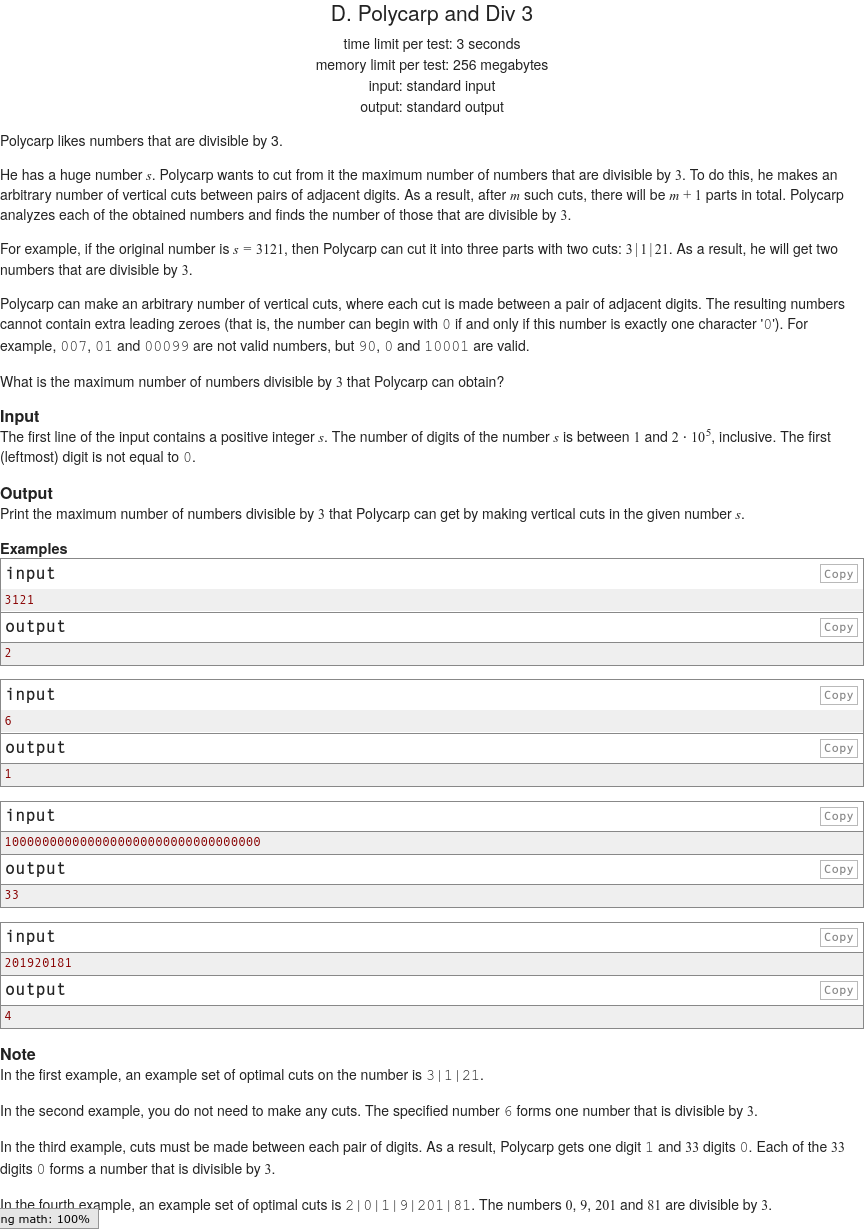 D. Polycarp and Div 3
time limit per test: 3 seconds
memory limit per test: 256 megabytes
input: standard input
output: standard output
Polycarp likes numbers that are divisible by 3.
He has a huge number s. Polycarp wants to cut from it the maximum number of numbers that are divisible by 3. To do this, he makes an
arbitrary number of vertical cuts between pairs of adjacent digits. As a result, after m such cuts, there will be m + 1 parts in total. Polycarp
analyzes each of the obtained numbers and finds the number of those that are divisible by 3.
For example, if the original number is s = 3121, then Polycarp can cut it into three parts with two cuts: 3|1|21. As a result, he will get two
numbers that are divisible by 3.
Polycarp can make an arbitrary number of vertical cuts, where each cut is made between a pair of adjacent digits. The resulting numbers
cannot contain extra leading zeroes (that is, the number can begin with 0 if and only if this number is exactly one character '0'). For
example, 007, 01 and 00099 are not valid numbers, but 90, 0 and 10001 are valid.
What is the maximum number of numbers divisible by 3 that Polycarp can obtain?
Input
The first line of the input contains a positive integer s. The number of digits of the number s is between 1 and 2 · 10⁵, inclusive. The first
(leftmost) digit is not equal to 0.
Output
Print the maximum number of numbers divisible by 3 that Polycarp can get by making vertical cuts in the given number s.
Examples
input Copy
3121
output Copy
2
input Copy
6
output Copy
1
input Copy
1000000000000000000000000000000000
output Copy
33
input Copy
201920181
output Copy
4
Note
In the first example, an example set of optimal cuts on the number is 3|1|21.
In the second example, you do not need to make any cuts. The specified number 6 forms one number that is divisible by 3.
In the third example, cuts must be made between each pair of digits. As a result, Polycarp gets one digit 1 and 33 digits 0. Each of the 33
digits 0 forms a number that is divisible by 3.
In the fourth example, an example set of optimal cuts is 2|0|1|9|201|81. The numbers 0, 9, 201 and 81 are divisible by 3.
ng math: 100%